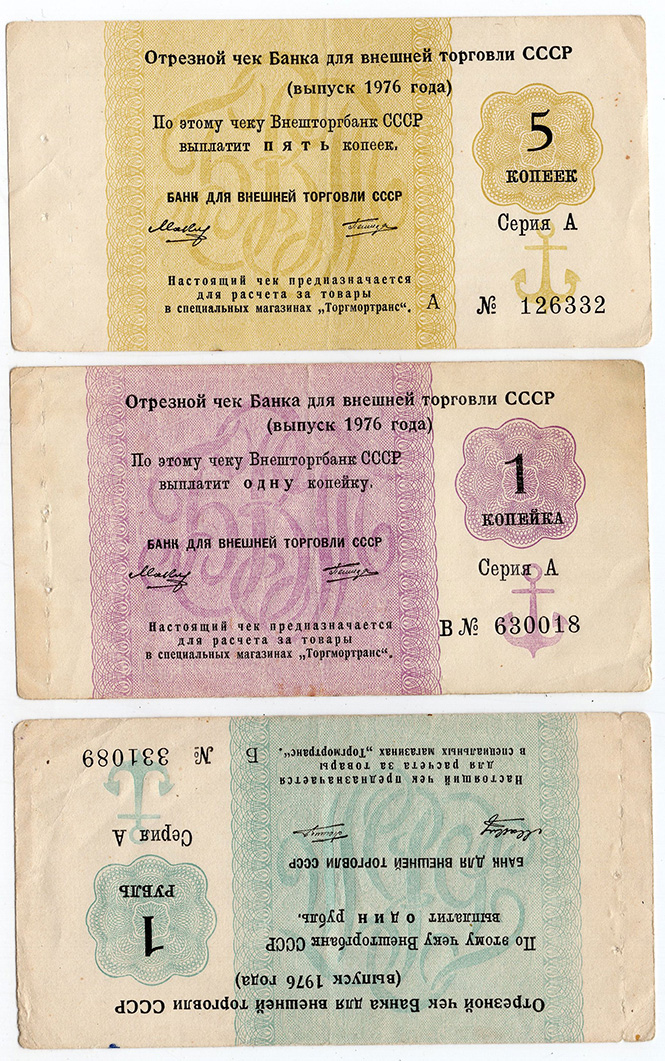 Отрезной чек Банка для внешней торговли СССР
(выпуск 1976 года)
По этому чеку Внешторгбанк СССР
выплатит ПЯТЬ копеек.
5
КОПЕЕК
БАНК ДЛЯ ВНЕШНЕЙ ТОРГОВЛИ СССР
Серия А
Настоящий чек предназначается
для расчета за товары
в специальных магазинах „Торгмортранс“.
А № 126332
Отрезной чек Банка для внешней торговли СССР
(выпуск 1976 года)
По этому чеку Внешторгбанк СССР
выплатит ОДНУ копейку.
1
КОПЕЙКА
БАНК ДЛЯ ВНЕШНЕЙ ТОРГОВЛИ СССР
Серия А
Настоящий чек предназначается
для расчета за товары
в специальных магазинах „Торгмортранс“.
В № 630018
Отрезной чек Банка для внешней торговли СССР
(выпуск 1976 года)
По этому чеку Внешторгбанк СССР
выплатит ОДИН рубль.
1
РУБЛЬ
БАНК ДЛЯ ВНЕШНЕЙ ТОРГОВЛИ СССР
Серия А
Настоящий чек предназначается
для расчета за товары
в специальных магазинах „Торгмортранс“.
Б № 331089